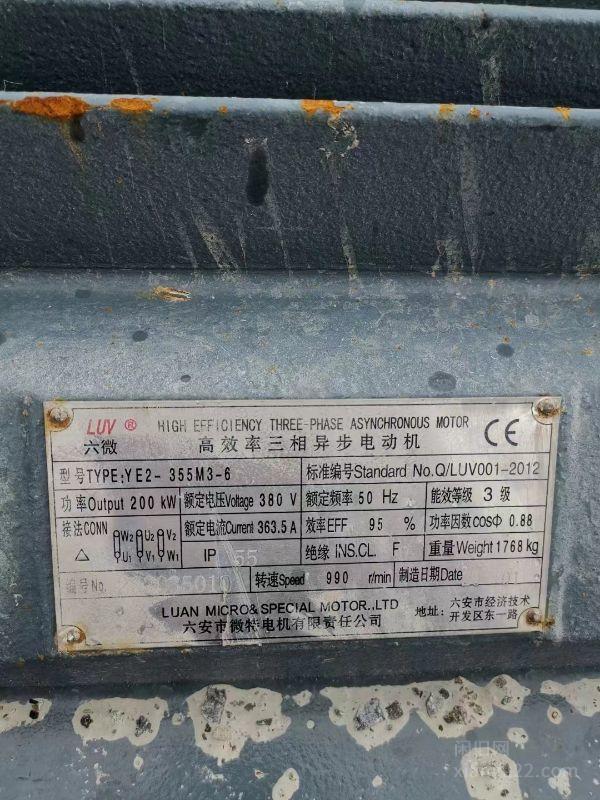 LUV ® HIGH EFFICIENCY THREE-PHASE ASYNCHRONOUS MOTOR CE
六微 高效率三相异步电动机
型号TYPE:YE2-355M3-6 标准编号Standard No.Q/LUV001-2012
功率Output 200 kW 额定电压Voltage 380 V 额定频率 50 Hz 能效等级 3 级
接法CONN W2 U2 V2 额定电流Current 363.5A 效率EFF 95 % 功率因数cosΦ 0.88
△ U1 V1 W1 IP 55 绝缘 INS.CL. F 重量Weight 1768 kg
编号No. 转速Speed 990 r/min 制造日期Date
LUAN MICRO&SPECIAL MOTOR.,LTD 地址: 六安市经济技术
六安市微特电机有限责任公司 开发区东一路
闲旧网